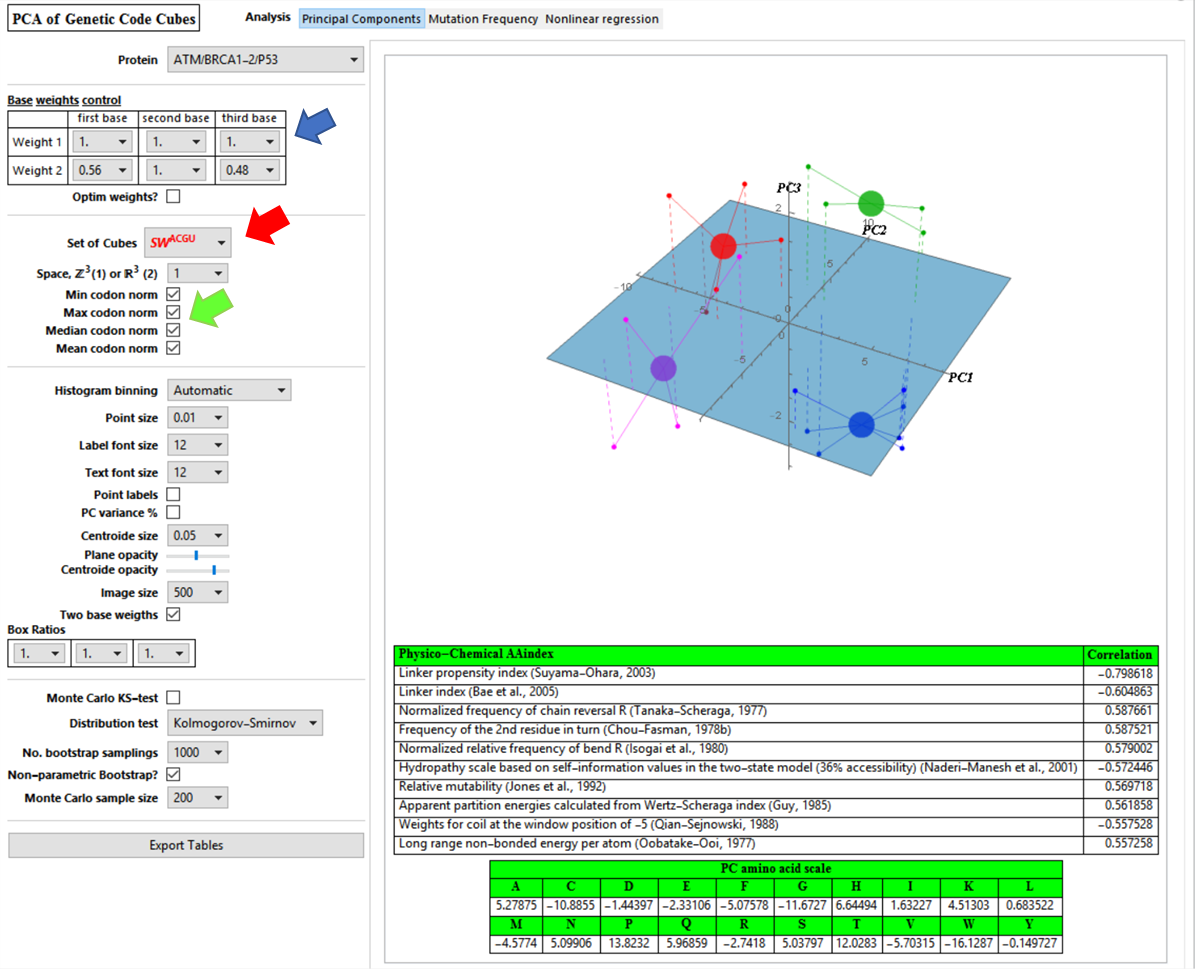 PCA of Genetic Code Cubes
Analysis Principal Components Mutation Frequency Nonlinear regression
Protein ATM/BRCA1−2/P53
Base weights control
first base second base third base
Weight 1 1. 1. 1.
Weight 2 0.56 1. 0.48
Optim weights?
Set of Cubes SW^ACGU
Space, ℤ³(1) or ℝ³ (2) 1
Min codon norm
Max codon norm
Median codon norm
Mean codon norm
Histogram binning Automatic
Point size 0.01
Label font size 12
Text font size 12
Point labels
PC variance %
Centroide size 0.05
Plane opacity
Centroide opacity
Image size 500
Two base weigths
Box Ratios
1. 1. 1.
Monte Carlo KS−test
Distribution test Kolmogorov−Smirnov
No. bootstrap samplings 1000
Non−parametric Bootstrap?
Monte Carlo sample size 200
Export Tables
PC3
2
10
PC2
5
−10
−5
0
0
0
−5
5
PC1
−2
Physico−Chemical AAindex Correlation
Linker propensity index (Suyama−Ohara, 2003) −0.798618
Linker index (Bae et al., 2005) −0.604863
Normalized frequency of chain reversal R (Tanaka−Scheraga, 1977) 0.587661
Frequency of the 2nd residue in turn (Chou−Fasman, 1978b) 0.587521
Normalized relative frequency of bend R (Isogai et al., 1980) 0.579002
Hydropathy scale based on self−information values in the two−state model (36% accessibility) (Naderi−Manesh et al., 2001) −0.572446
Relative mutability (Jones et al., 1992) 0.569718
Apparent partition energies calculated from Wertz−Scheraga index (Guy, 1985) 0.561858
Weights for coil at the window position of −5 (Qian−Sejnowski, 1988) −0.557528
Long range non−bonded energy per atom (Oobatake−Ooi, 1977) 0.557258
PC amino acid scale
A C D E F G H I K L
5.27875 −10.8855 −1.44397 −2.33106 −5.07578 −11.6727 6.64494 1.63227 4.51303 0.683522
M N P Q R S T V W Y
−4.5774 5.09906 13.8232 5.96859 −2.7418 5.03797 12.0283 −5.70315 −16.1287 −0.149727